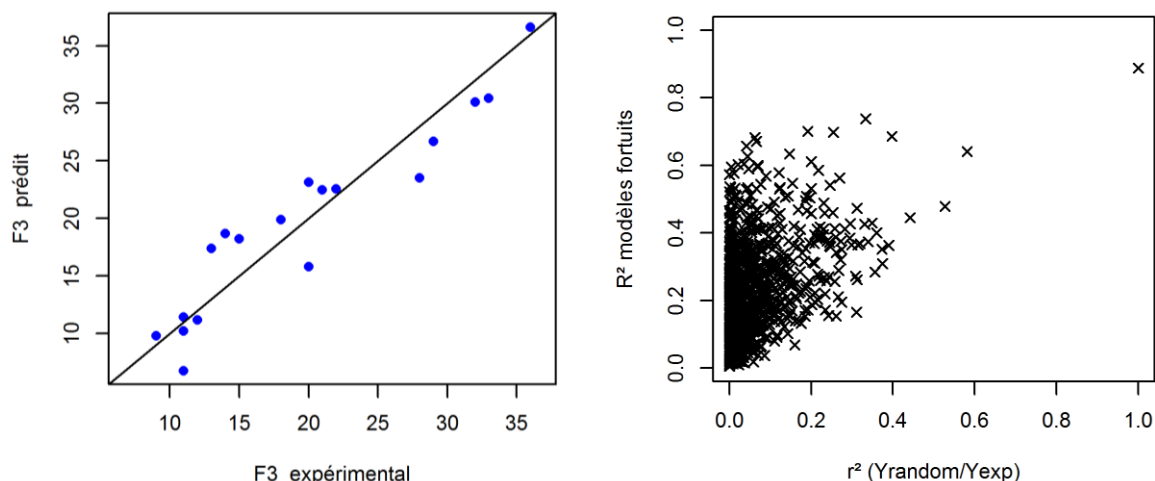 F3 prédit
35
30
25
20
15
10
10 15 20 25 30 35
F3 expérimental
R² modèles fortuits
1.0
0.8
0.6
0.4
0.2
0.0
0.0 0.2 0.4 0.6 0.8 1.0
r² (Yrandom/Yexp)